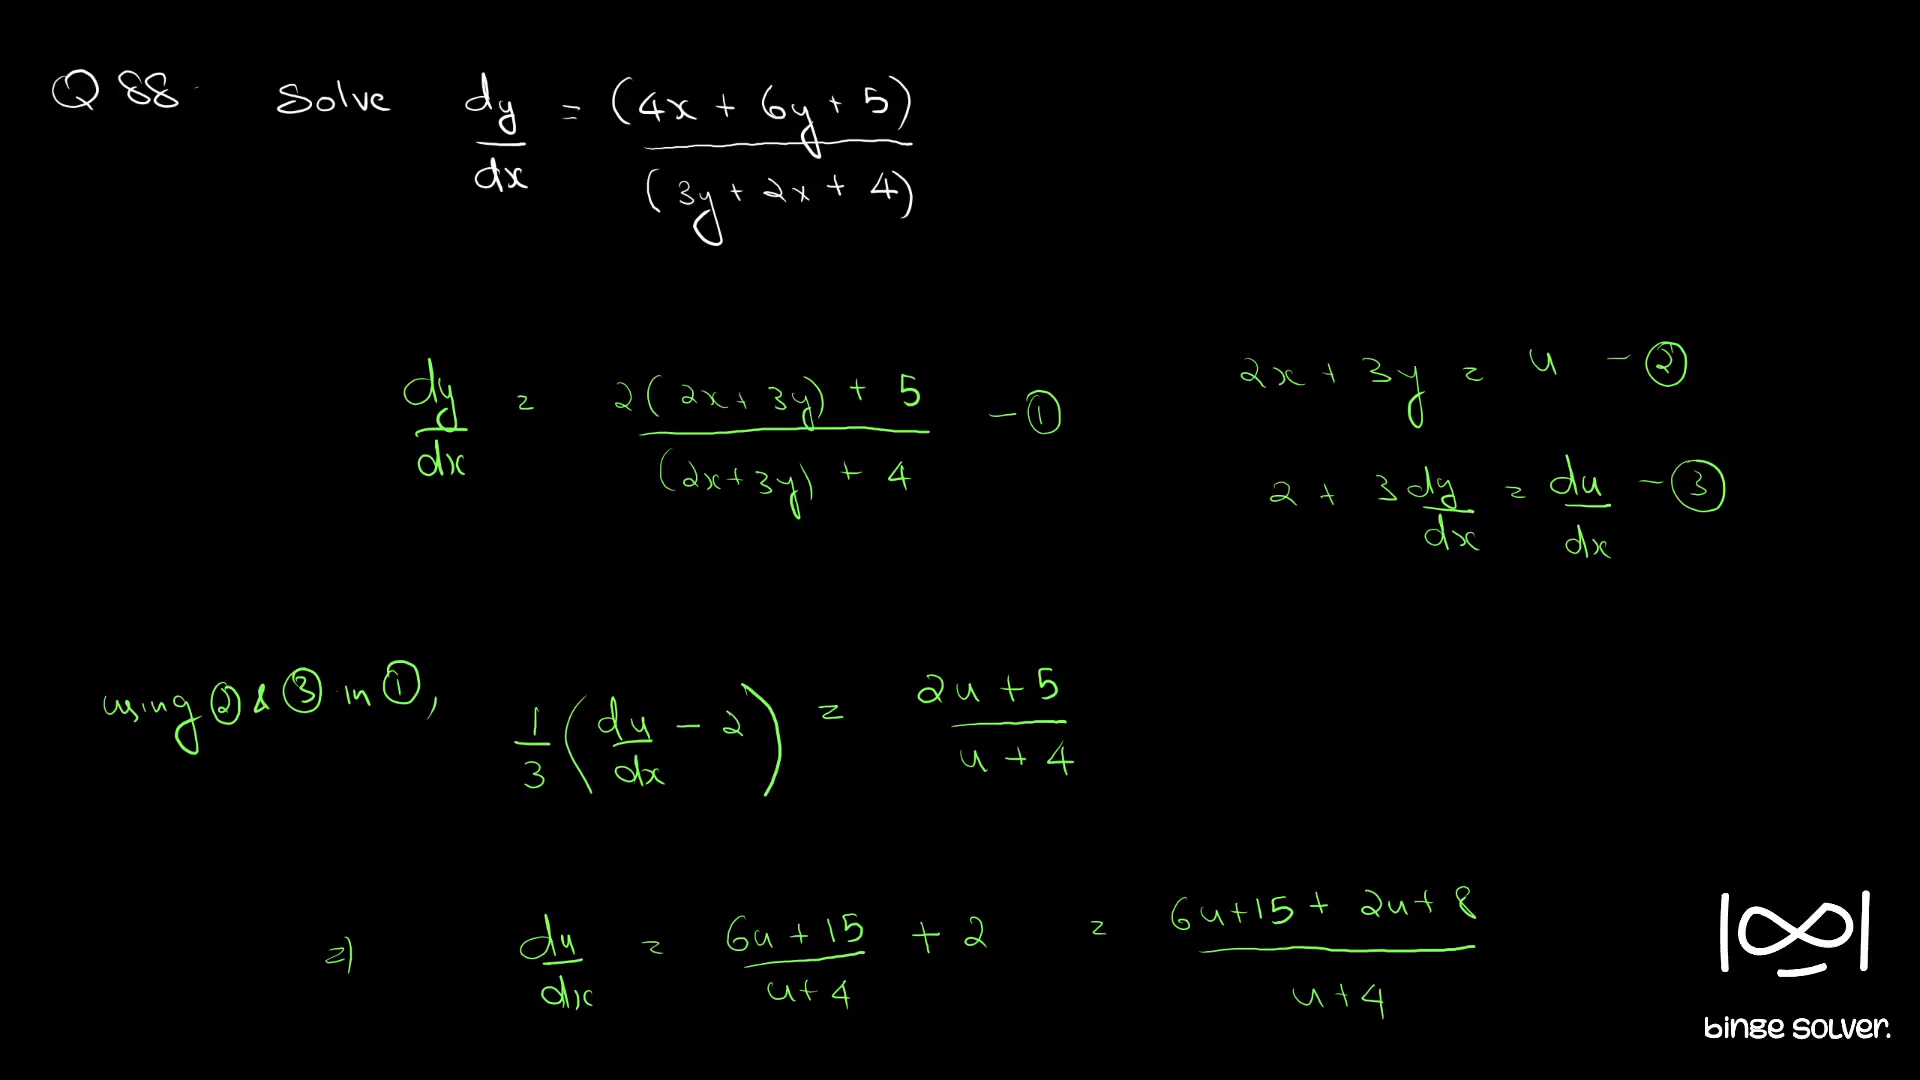 Q 88. Solve dy/dx = (4x + 6y + 5)/(3y + 2x + 4)
dy/dx = (2(2x + 3y) + 5)/((2x+3y) + 4) - ①
2x + 3y = u - ②
2 + 3 dy/dx = du/dx - ③
using ② & ③ in ①, 1/3 (du/dx - 2) = (2u + 5)/(u + 4)
⇒ du/dx = (6u + 15)/(u+4) + 2 = (6u+15 + 2u+8)/(u+4)
binge solver.